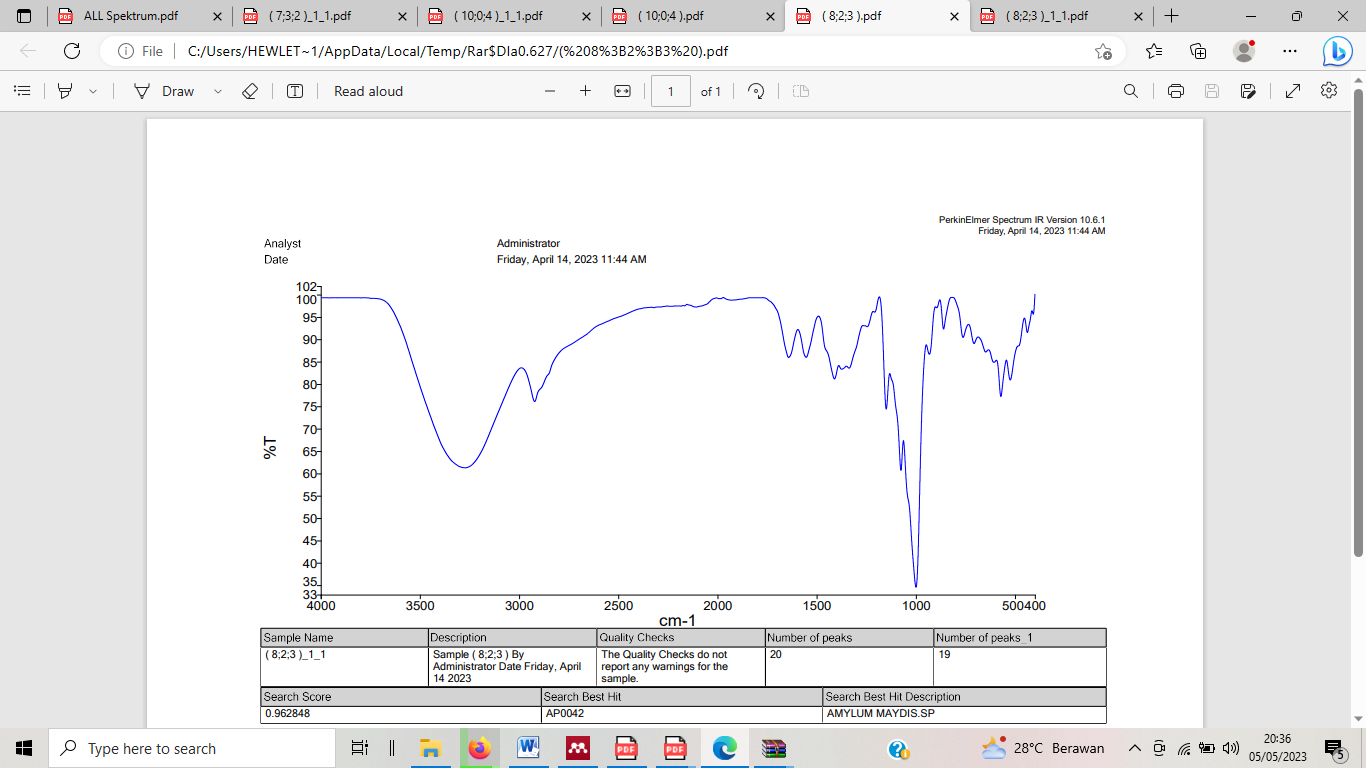 ALL Spektrum.pdf
( 7;3;2 )_1_1.pdf
( 10;0;4 )_1_1.pdf
( 10;0;4 ).pdf
( 8;2;3 ).pdf
( 8;2;3 )_1_1.pdf
File
C:/Users/HEWLET~1/AppData/Local/Temp/Rar$DIa0.627/(%208%3B2%3B3%20).pdf
Draw
Read aloud
1 of 1
PerkinElmer Spectrum IR Version 10.6.1
Friday, April 14, 2023 11:44 AM
Analyst Administrator
Date Friday, April 14, 2023 11:44 AM
102
100
95
90
85
80
75
70
65
60
55
50
45
40
35
33
%T
4000 3500 3000 2500 2000 1500 1000 500 400
cm-1
Sample Name Description Quality Checks Number of peaks Number of peaks_1
( 8;2;3 )_1_1 Sample ( 8;2;3 ) By The Quality Checks do not 20 19
Administrator Date Friday, April report any warnings for the
14 2023 sample.
Search Score Search Best Hit Search Best Hit Description
0.962848 AP0042 AMYLUM MAYDIS.SP
Type here to search
28°C Berawan
20:36
05/05/2023
5